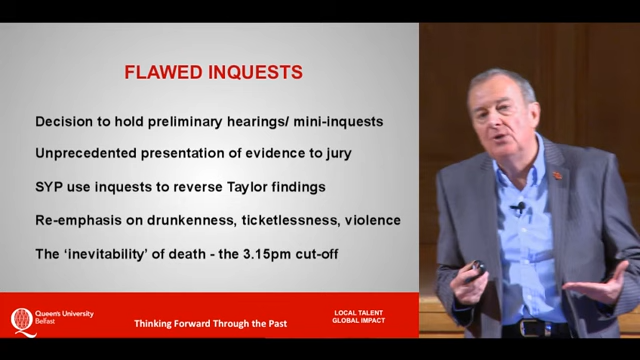 FLAWED INQUESTS
Decision to hold preliminary hearings/ mini-inquests
Unprecedented presentation of evidence to jury
SYP use inquests to reverse Taylor findings
Re-emphasis on drunkenness, ticketlessness, violence
The ‘inevitability’ of death - the 3.15pm cut-off
Queen's University
Belfast
Thinking Forward Through the Past
LOCAL TALENT
GLOBAL IMPACT